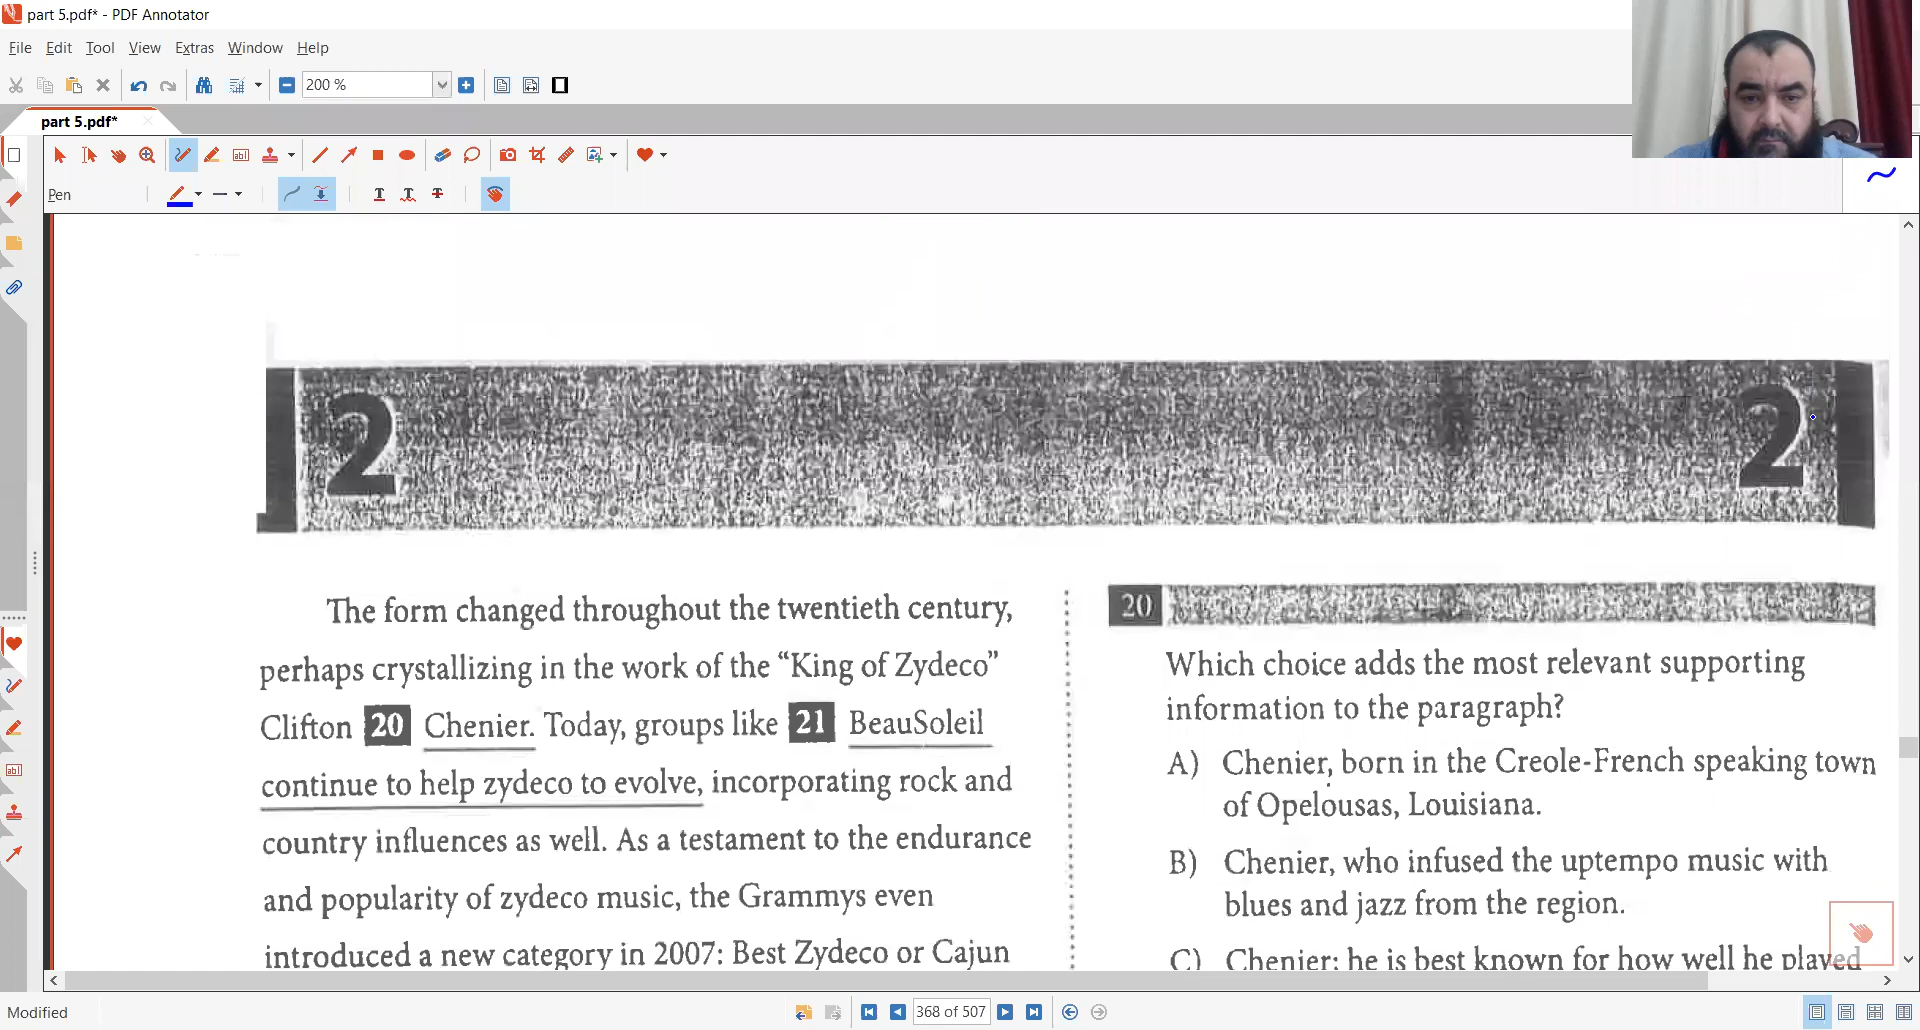 part 5.pdf* - PDF Annotator
File Edit Tool View Extras Window Help
200 %
part 5.pdf*
Pen
2 2
The form changed throughout the twentieth century,
perhaps crystallizing in the work of the “King of Zydeco”
Clifton 20 Chenier. Today, groups like 21 BeauSoleil
continue to help zydeco to evolve, incorporating rock and
country influences as well. As a testament to the endurance
and popularity of zydeco music, the Grammys even
introduced a new category in 2007: Best Zydeco or Cajun
20
Which choice adds the most relevant supporting
information to the paragraph?
A) Chenier, born in the Creole-French speaking town
of Opelousas, Louisiana.
B) Chenier, who infused the uptempo music with
blues and jazz from the region.
C) Chenier; he is best known for how well he played
Modified
368 of 507